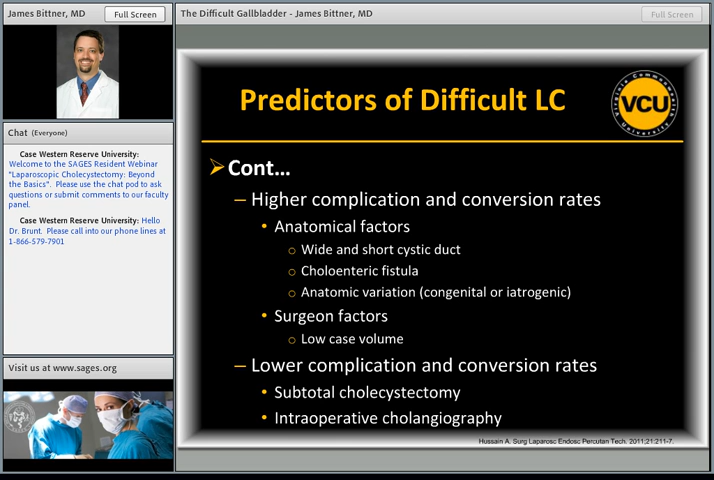 James Bittner, MD
Full Screen
The Difficult Gallbladder - James Bittner, MD
Full Screen
Chat (Everyone)
Case Western Reserve University:
Welcome to the SAGES Resident Webinar
"Laparoscopic Cholecystectomy: Beyond
the Basics". Please use the chat pod to ask
questions or submit comments to our faculty
panel.
Case Western Reserve University: Hello
Dr. Brunt. Please call into our phone lines at
1-866-579-7901
Visit us at www.sages.org
Predictors of Difficult LC
Virginia Commonwealth
University
VCU
Cont...
– Higher complication and conversion rates
• Anatomical factors
○ Wide and short cystic duct
○ Choloenteric fistula
○ Anatomic variation (congenital or iatrogenic)
• Surgeon factors
○ Low case volume
– Lower complication and conversion rates
• Subtotal cholecystectomy
• Intraoperative cholangiography
Hussain A. Surg Laparosc Endosc Percutan Tech. 2011;21:211-7.